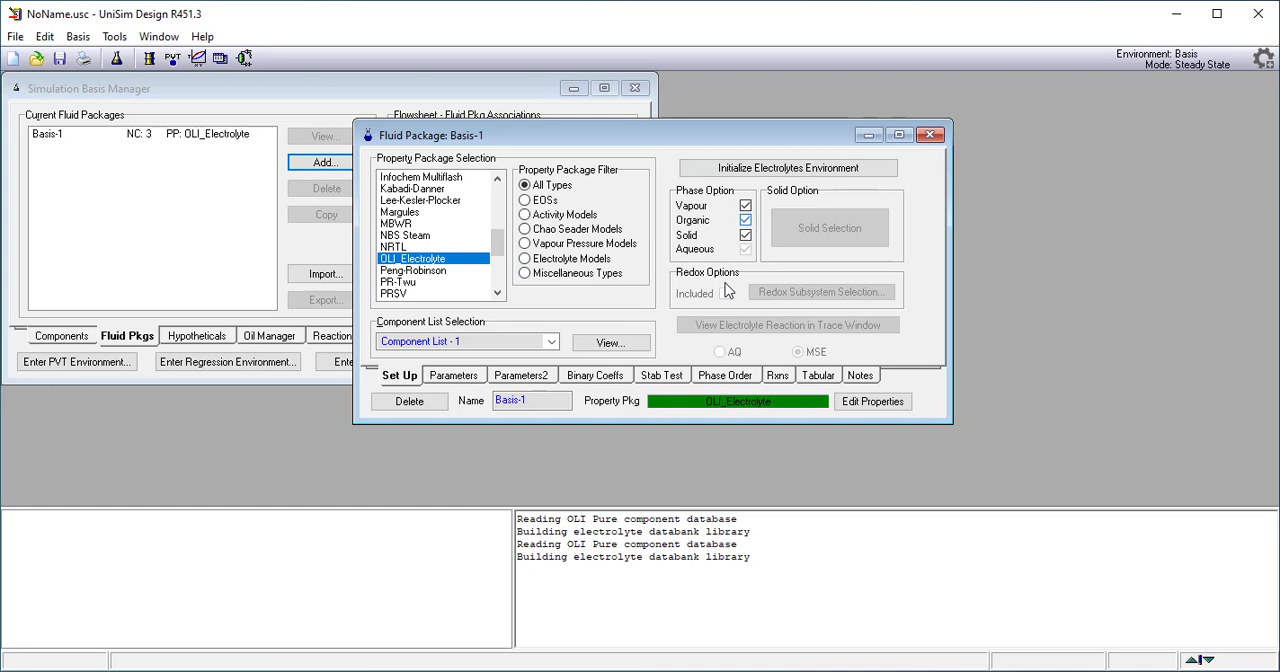 NoName.usc - UniSim Design R451.3
File Edit Basis Tools Window Help
PVT
Environment: Basis
Mode: Steady State
Simulation Basis Manager
Current Fluid Packages
Flowsheet - Fluid Pkg Associations
Basis-1 NC: 3 PP: OLI_Electrolyte
View...
Add...
Delete
Copy
Import...
Export...
Components Fluid Pkgs Hypotheticals Oil Manager Reaction
Enter PVT Environment... Enter Regression Environment... Ente
Fluid Package: Basis-1
Property Package Selection
Infochem Multiflash
Kabadi-Danner
Lee-Kesler-Plocker
Margules
MBWR
NBS Steam
NRTL
OLI_Electrolyte
Peng-Robinson
PR-Twu
PRSV
Property Package Filter
All Types
EOSs
Activity Models
Chao Seader Models
Vapour Pressure Models
Electrolyte Models
Miscellaneous Types
Component List Selection
Component List - 1
View...
Initialize Electrolytes Environment
Phase Option
Vapour
Organic
Solid
Aqueous
Solid Option
Solid Selection
Redox Options
Included
Redox Subsystem Selection...
View Electrolyte Reaction in Trace Window
AQ MSE
Set Up Parameters Parameters2 Binary Coeffs Stab Test Phase Order Rxns Tabular Notes
Delete Name Basis-1 Property Pkg OLI_Electrolyte Edit Properties
Reading OLI Pure component database
Building electrolyte databank library
Reading OLI Pure component database
Building electrolyte databank library